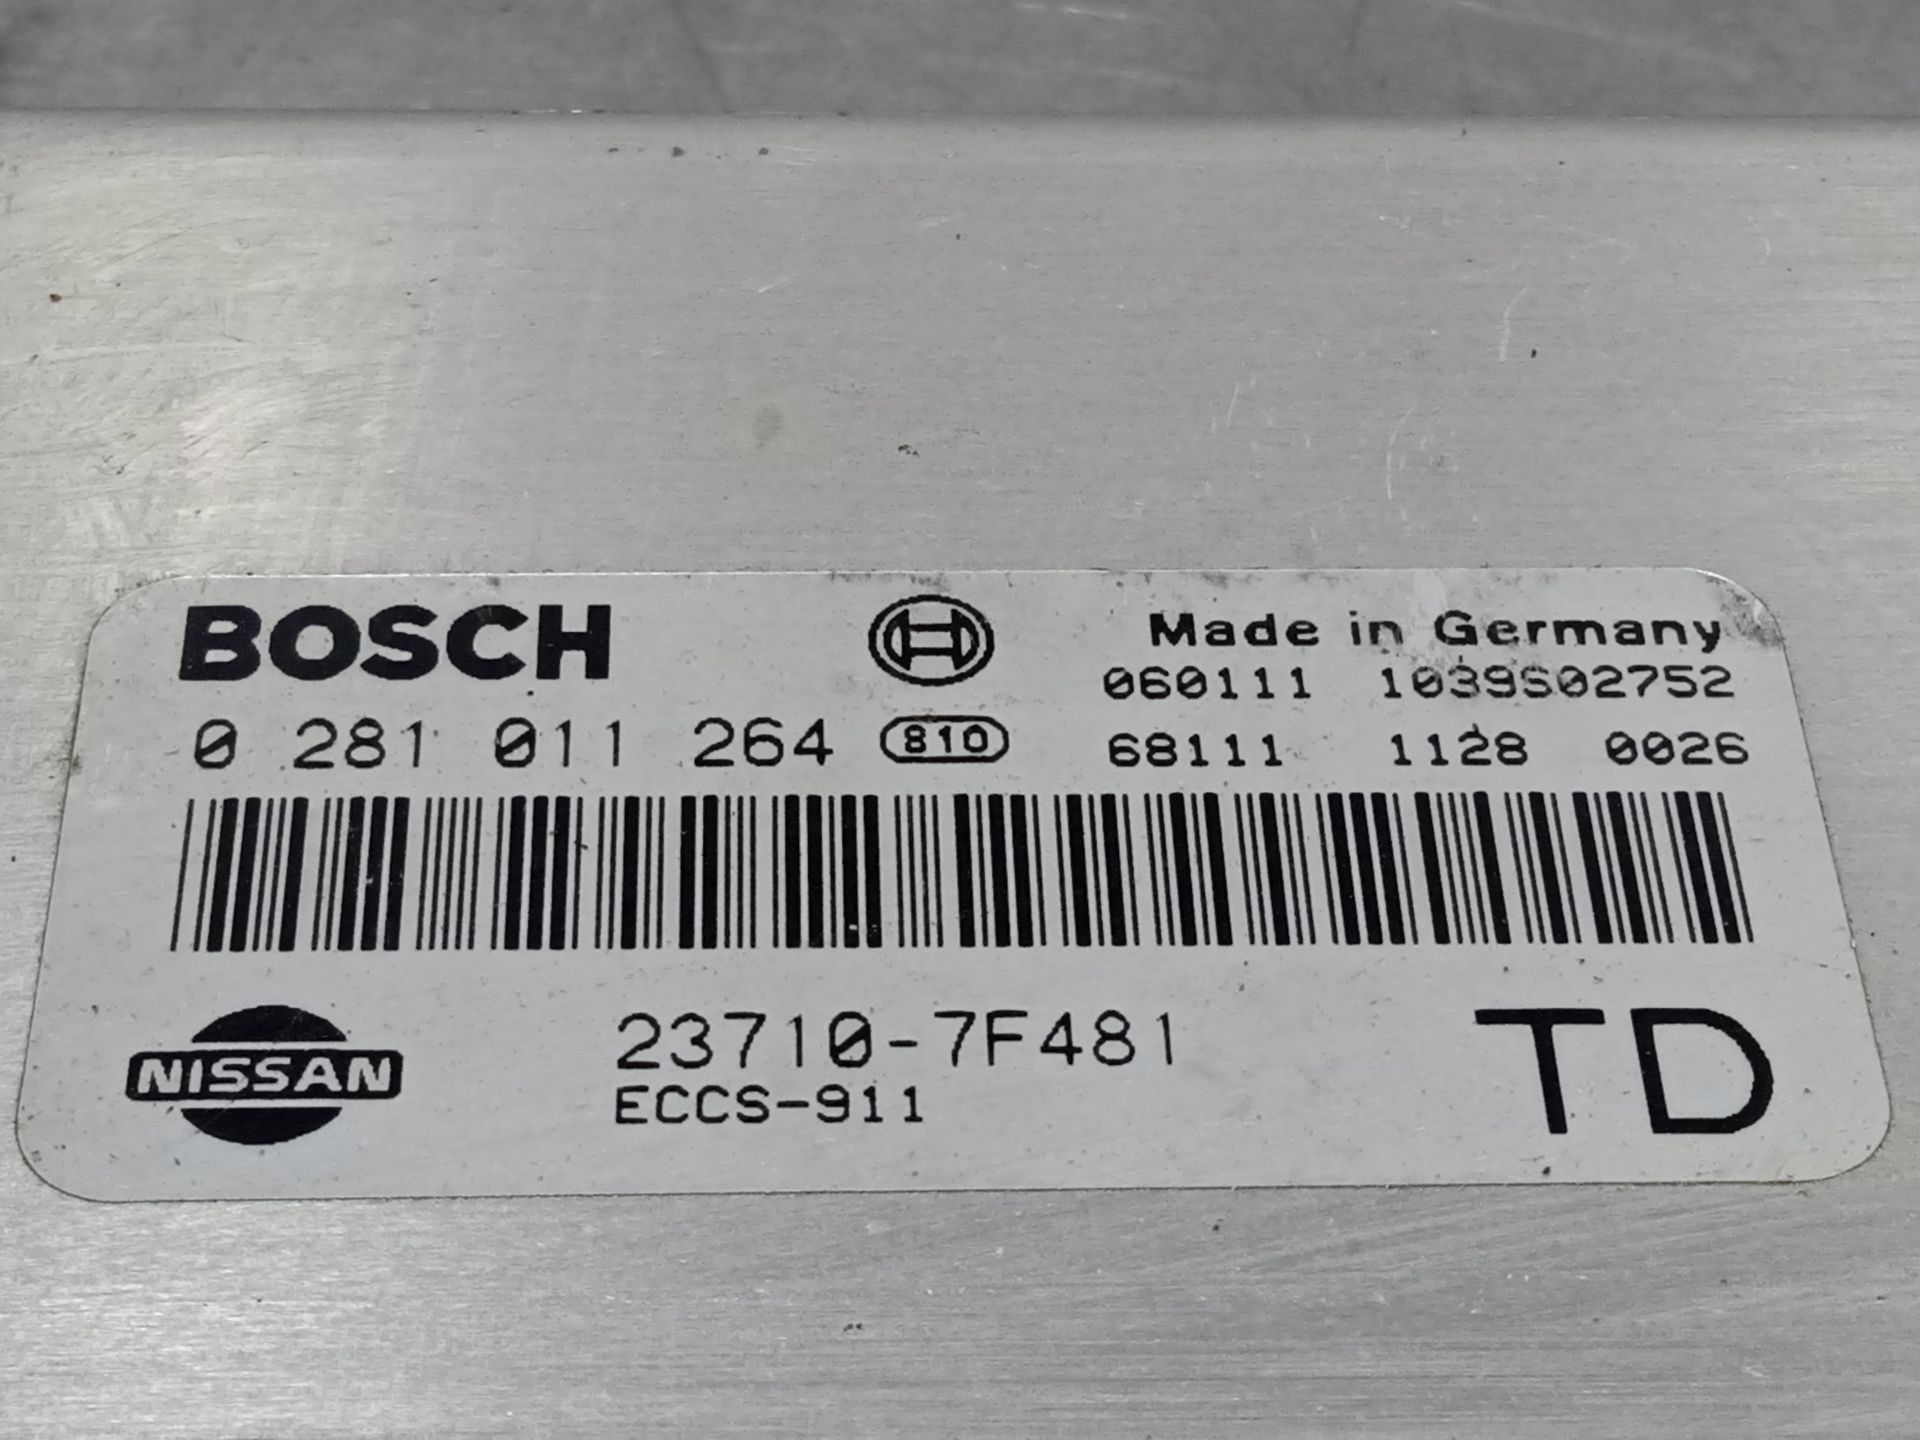 BOSCH Made in Germany
060111 1039S02752
0 281 011 264 810 68111 1128 0026
NISSAN 23710-7F481 TD
ECCS-911